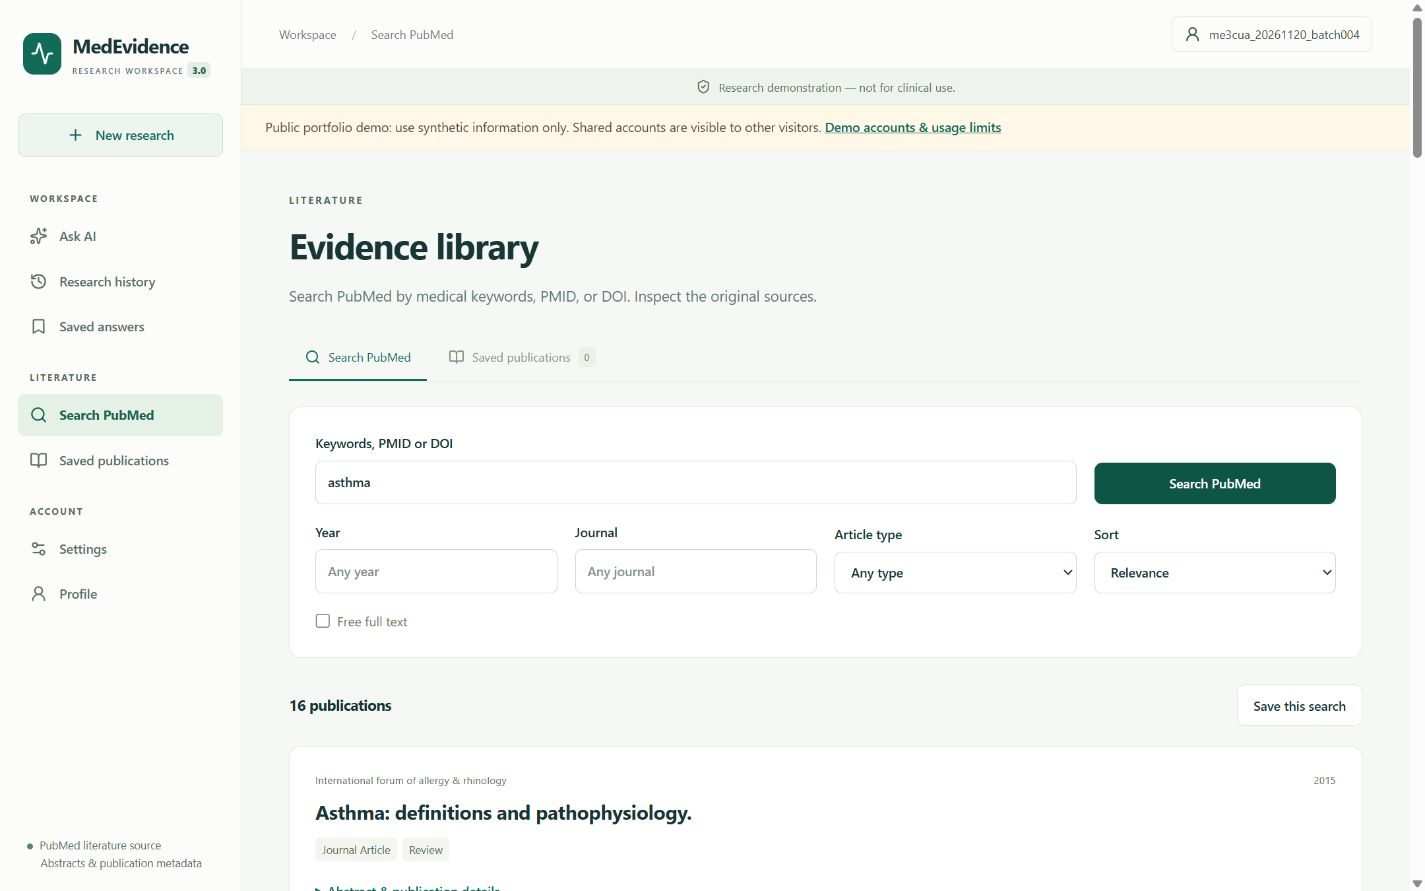 MedEvidence
RESEARCH WORKSPACE 3.0
New research
WORKSPACE
Ask AI
Research history
Saved answers
LITERATURE
Search PubMed
Saved publications
ACCOUNT
Settings
Profile
PubMed literature source
Abstracts & publication metadata
Workspace / Search PubMed
me3cua_20261120_batch004
Research demonstration — not for clinical use.
Public portfolio demo: use synthetic information only. Shared accounts are visible to other visitors. Demo accounts & usage limits
LITERATURE
Evidence library
Search PubMed by medical keywords, PMID, or DOI. Inspect the original sources.
Search PubMed
Saved publications 0
Keywords, PMID or DOI
asthma
Search PubMed
Year
Journal
Article type
Sort
Any year
Any journal
Any type
Relevance
Free full text
16 publications
Save this search
International forum of allergy & rhinology
2015
Asthma: definitions and pathophysiology.
Journal Article
Review
Abstract & publication details